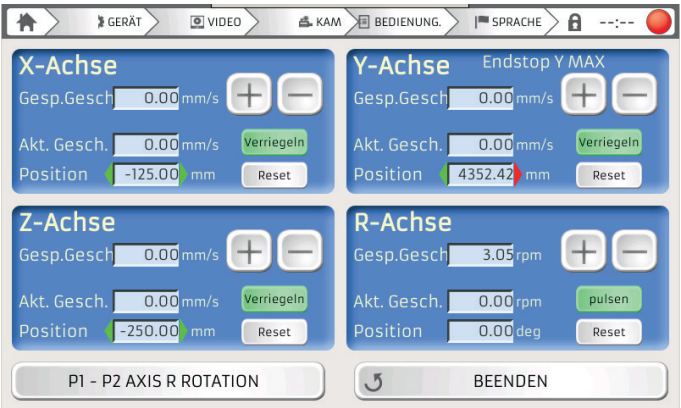 GERÄT VIDEO KAM BEDIENUNG. SPRACHE --:--
X-Achse
Gesp.Gesch 0.00 mm/s + −
Akt. Gesch. 0.00 mm/s Verriegeln
Position -125.00 mm Reset
Y-Achse Endstop Y MAX
Gesp.Gesch 0.00 mm/s + −
Akt. Gesch. 0.00 mm/s Verriegeln
Position 4352.42 mm Reset
Z-Achse
Gesp.Gesch 0.00 mm/s + −
Akt. Gesch. 0.00 mm/s Verriegeln
Position -250.00 mm Reset
R-Achse
Gesp.Gesch 3.05 rpm + −
Akt. Gesch. 0.00 rpm pulsen
Position 0.00 deg Reset
P1 - P2 AXIS R ROTATION
BEENDEN